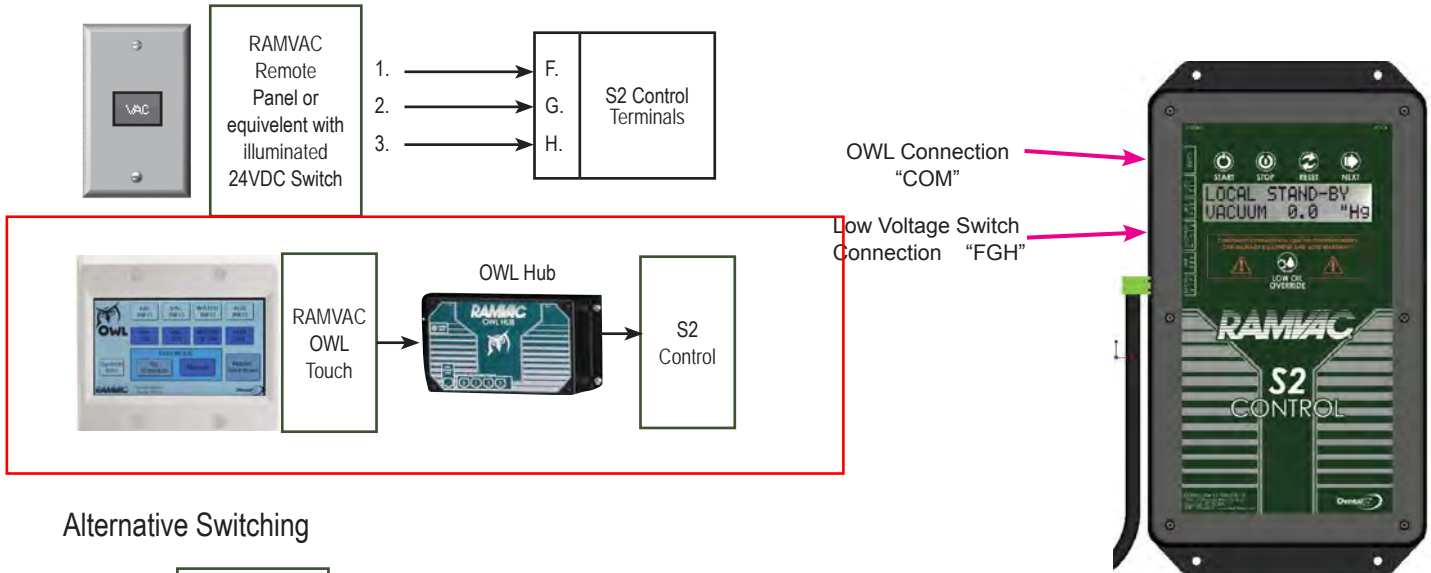 VAC
RAMVAC
Remote
Panel or
equivelent with
illuminated
24VDC Switch
1.
2.
3.
F.
G.
H.
S2 Control
Terminals
OWL Connection
“COM”
Low Voltage Switch
Connection “FGH”
OWL
RAMVAC
RAMVAC
OWL
Touch
OWL Hub
RAMVAC
OWL HUB
S2
Control
START
STOP
RESET
NEXT
LOCAL STAND-BY
VACUUM 0.0 "Hg
LOW OIL
OVERRIDE
RAMVAC
S2
CONTROL
Alternative Switching